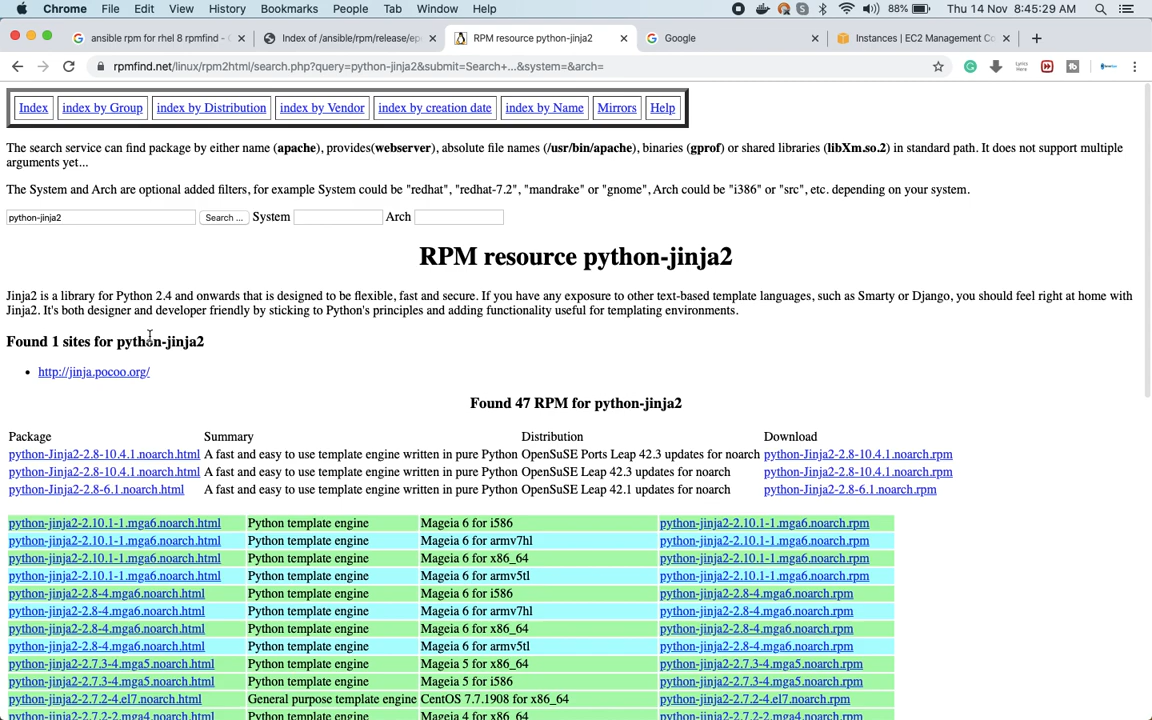 Chrome File Edit View History Bookmarks People Tab Window Help 88% Thu 14 Nov 8:45:29 AM
ansible rpm for rhel 8 rpmfind - Index of /ansible/rpm/release/ep RPM resource python-jinja2 Google Instances | EC2 Management Co
rpmfind.net/linux/rpm2html/search.php?query=python-jinja2&submit=Search+...&system=&arch=
Index index by Group index by Distribution index by Vendor index by creation date index by Name Mirrors Help
The search service can find package by either name (apache), provides(webserver), absolute file names (/usr/bin/apache), binaries (gprof) or shared libraries (libXm.so.2) in standard path. It does not support multiple
arguments yet...
The System and Arch are optional added filters, for example System could be "redhat", "redhat-7.2", "mandrake" or "gnome", Arch could be "i386" or "src", etc. depending on your system.
python-jinja2 Search ... System Arch
RPM resource python-jinja2
Jinja2 is a library for Python 2.4 and onwards that is designed to be flexible, fast and secure. If you have any exposure to other text-based template languages, such as Smarty or Django, you should feel right at home with
Jinja2. It's both designer and developer friendly by sticking to Python's principles and adding functionality useful for templating environments.
Found 1 sites for python-jinja2
http://jinja.pocoo.org/
Found 47 RPM for python-jinja2
Package Summary Distribution Download
python-Jinja2-2.8-10.4.1.noarch.html A fast and easy to use template engine written in pure Python OpenSuSE Ports Leap 42.3 updates for noarch python-Jinja2-2.8-10.4.1.noarch.rpm
python-Jinja2-2.8-10.4.1.noarch.html A fast and easy to use template engine written in pure Python OpenSuSE Leap 42.3 updates for noarch python-Jinja2-2.8-10.4.1.noarch.rpm
python-Jinja2-2.8-6.1.noarch.html A fast and easy to use template engine written in pure Python OpenSuSE Leap 42.1 updates for noarch python-Jinja2-2.8-6.1.noarch.rpm
python-jinja2-2.10.1-1.mga6.noarch.html Python template engine Mageia 6 for i586 python-jinja2-2.10.1-1.mga6.noarch.rpm
python-jinja2-2.10.1-1.mga6.noarch.html Python template engine Mageia 6 for armv7hl python-jinja2-2.10.1-1.mga6.noarch.rpm
python-jinja2-2.10.1-1.mga6.noarch.html Python template engine Mageia 6 for x86_64 python-jinja2-2.10.1-1.mga6.noarch.rpm
python-jinja2-2.10.1-1.mga6.noarch.html Python template engine Mageia 6 for armv5tl python-jinja2-2.10.1-1.mga6.noarch.rpm
python-jinja2-2.8-4.mga6.noarch.html Python template engine Mageia 6 for i586 python-jinja2-2.8-4.mga6.noarch.rpm
python-jinja2-2.8-4.mga6.noarch.html Python template engine Mageia 6 for armv7hl python-jinja2-2.8-4.mga6.noarch.rpm
python-jinja2-2.8-4.mga6.noarch.html Python template engine Mageia 6 for x86_64 python-jinja2-2.8-4.mga6.noarch.rpm
python-jinja2-2.8-4.mga6.noarch.html Python template engine Mageia 6 for armv5tl python-jinja2-2.8-4.mga6.noarch.rpm
python-jinja2-2.7.3-4.mga5.noarch.html Python template engine Mageia 5 for x86_64 python-jinja2-2.7.3-4.mga5.noarch.rpm
python-jinja2-2.7.3-4.mga5.noarch.html Python template engine Mageia 5 for i586 python-jinja2-2.7.3-4.mga5.noarch.rpm
python-jinja2-2.7.2-4.el7.noarch.html General purpose template engine CentOS 7.7.1908 for x86_64 python-jinja2-2.7.2-4.el7.noarch.rpm
python-jinja2-2.7.2-2.mga4.noarch.html Python template engine Mageia 4 for x86_64 python-jinja2-2.7.2-2.mga4.noarch.rpm